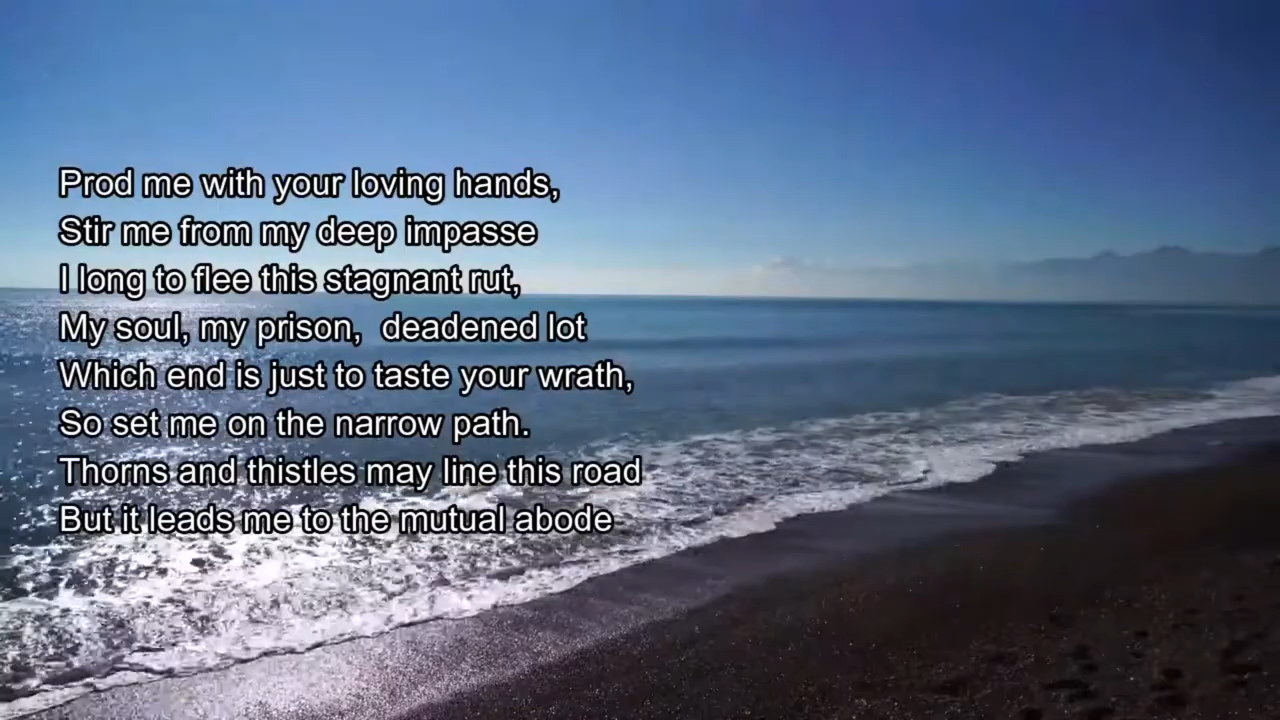 Prod me with your loving hands,
Stir me from my deep impasse
I long to flee this stagnant rut,
My soul, my prison,  deadened lot
Which end is just to taste your wrath,
So set me on the narrow path.
Thorns and thistles may line this road
But it leads me to the mutual abode